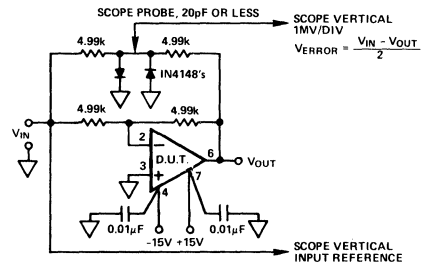 SCOPE PROBE, 20pF OR LESS
SCOPE VERTICAL
1MV/DIV
VERROR = VIN - VOUT
2
4.99k
4.99k
IN4148's
4.99k
4.99k
VIN
2
6
VOUT
D.U.T.
3
7
4
0.01μF
0.01μF
-15V +15V
SCOPE VERTICAL
INPUT REFERENCE